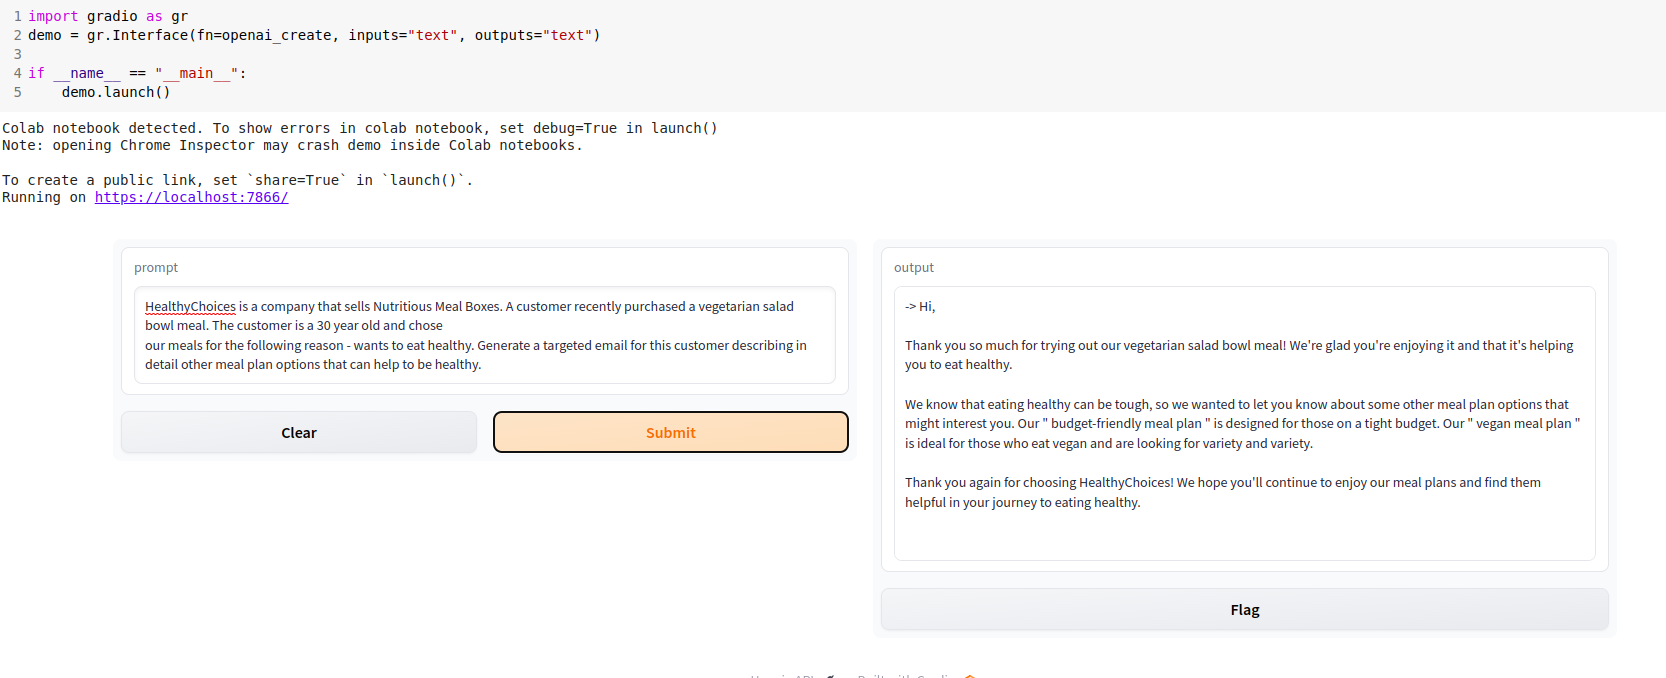 1 import gradio as gr
2 demo = gr.Interface(fn=openai_create, inputs="text", outputs="text")
3
4 if __name__ == "__main__":
5     demo.launch()
Colab notebook detected. To show errors in colab notebook, set debug=True in launch()
Note: opening Chrome Inspector may crash demo inside Colab notebooks.
To create a public link, set `share=True` in `launch()`.
Running on https://localhost:7866/
prompt
HealthyChoices is a company that sells Nutritious Meal Boxes. A customer recently purchased a vegetarian salad
bowl meal. The customer is a 30 year old and chose
our meals for the following reason - wants to eat healthy. Generate a targeted email for this customer describing in
detail other meal plan options that can help to be healthy.
Clear
Submit
output
-> Hi,
Thank you so much for trying out our vegetarian salad bowl meal! We're glad you're enjoying it and that it's helping
you to eat healthy.
We know that eating healthy can be tough, so we wanted to let you know about some other meal plan options that
might interest you. Our " budget-friendly meal plan " is designed for those on a tight budget. Our " vegan meal plan "
is ideal for those who eat vegan and are looking for variety and variety.
Thank you again for choosing HealthyChoices! We hope you'll continue to enjoy our meal plans and find them
helpful in your journey to eating healthy.
Flag